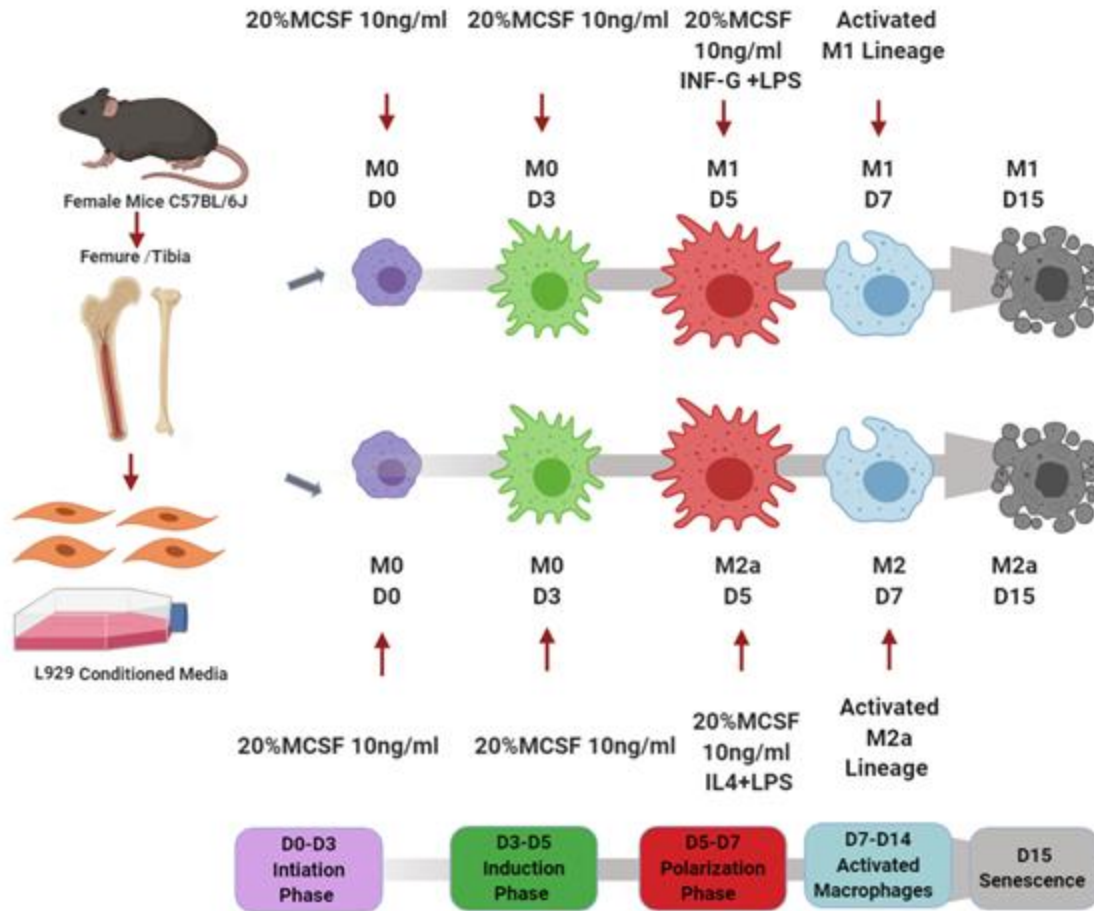 20%MCSF 10ng/ml
20%MCSF 10ng/ml
20%MCSF
10ng/ml
INF-G +LPS
Activated
M1 Lineage
Female Mice C57BL/6J
Femure /Tibia
L929 Conditioned Media
M0
D0
M0
D3
M1
D5
M1
D7
M1
D15
M0
D0
M0
D3
M2a
D5
M2
D7
M2a
D15
20%MCSF 10ng/ml
20%MCSF 10ng/ml
20%MCSF
10ng/ml
IL4+LPS
Activated
M2a
Lineage
D0-D3
Intiation
Phase
D3-D5
Induction
Phase
D5-D7
Polarization
Phase
D7-D14
Activated
Macrophages
D15
Senescence